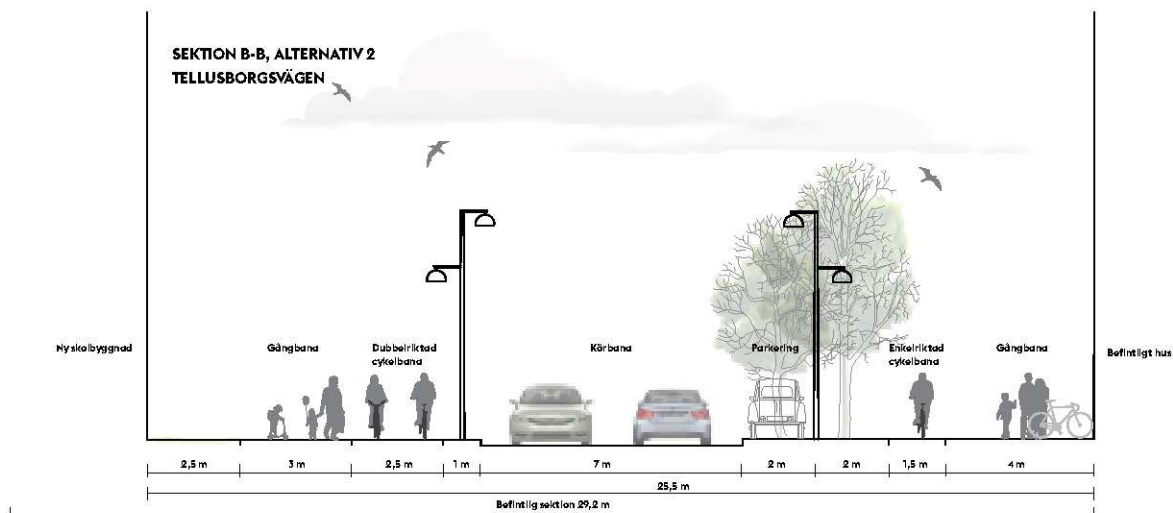 SEKTION B-B, ALTERNATIV 2
TELLUSBORGSVÄGEN
Ny skolbyggnad
Gångbana
Dubbelriktad
cykelbana
Körbana
Parkering
Enkelriktad
cykelbana
Gångbana
Befintligt hus
2,5 m
3 m
2,5 m
1 m
7 m
2 m
2 m
1,5 m
4 m
25,5 m
Befintlig sektion 29,2 m